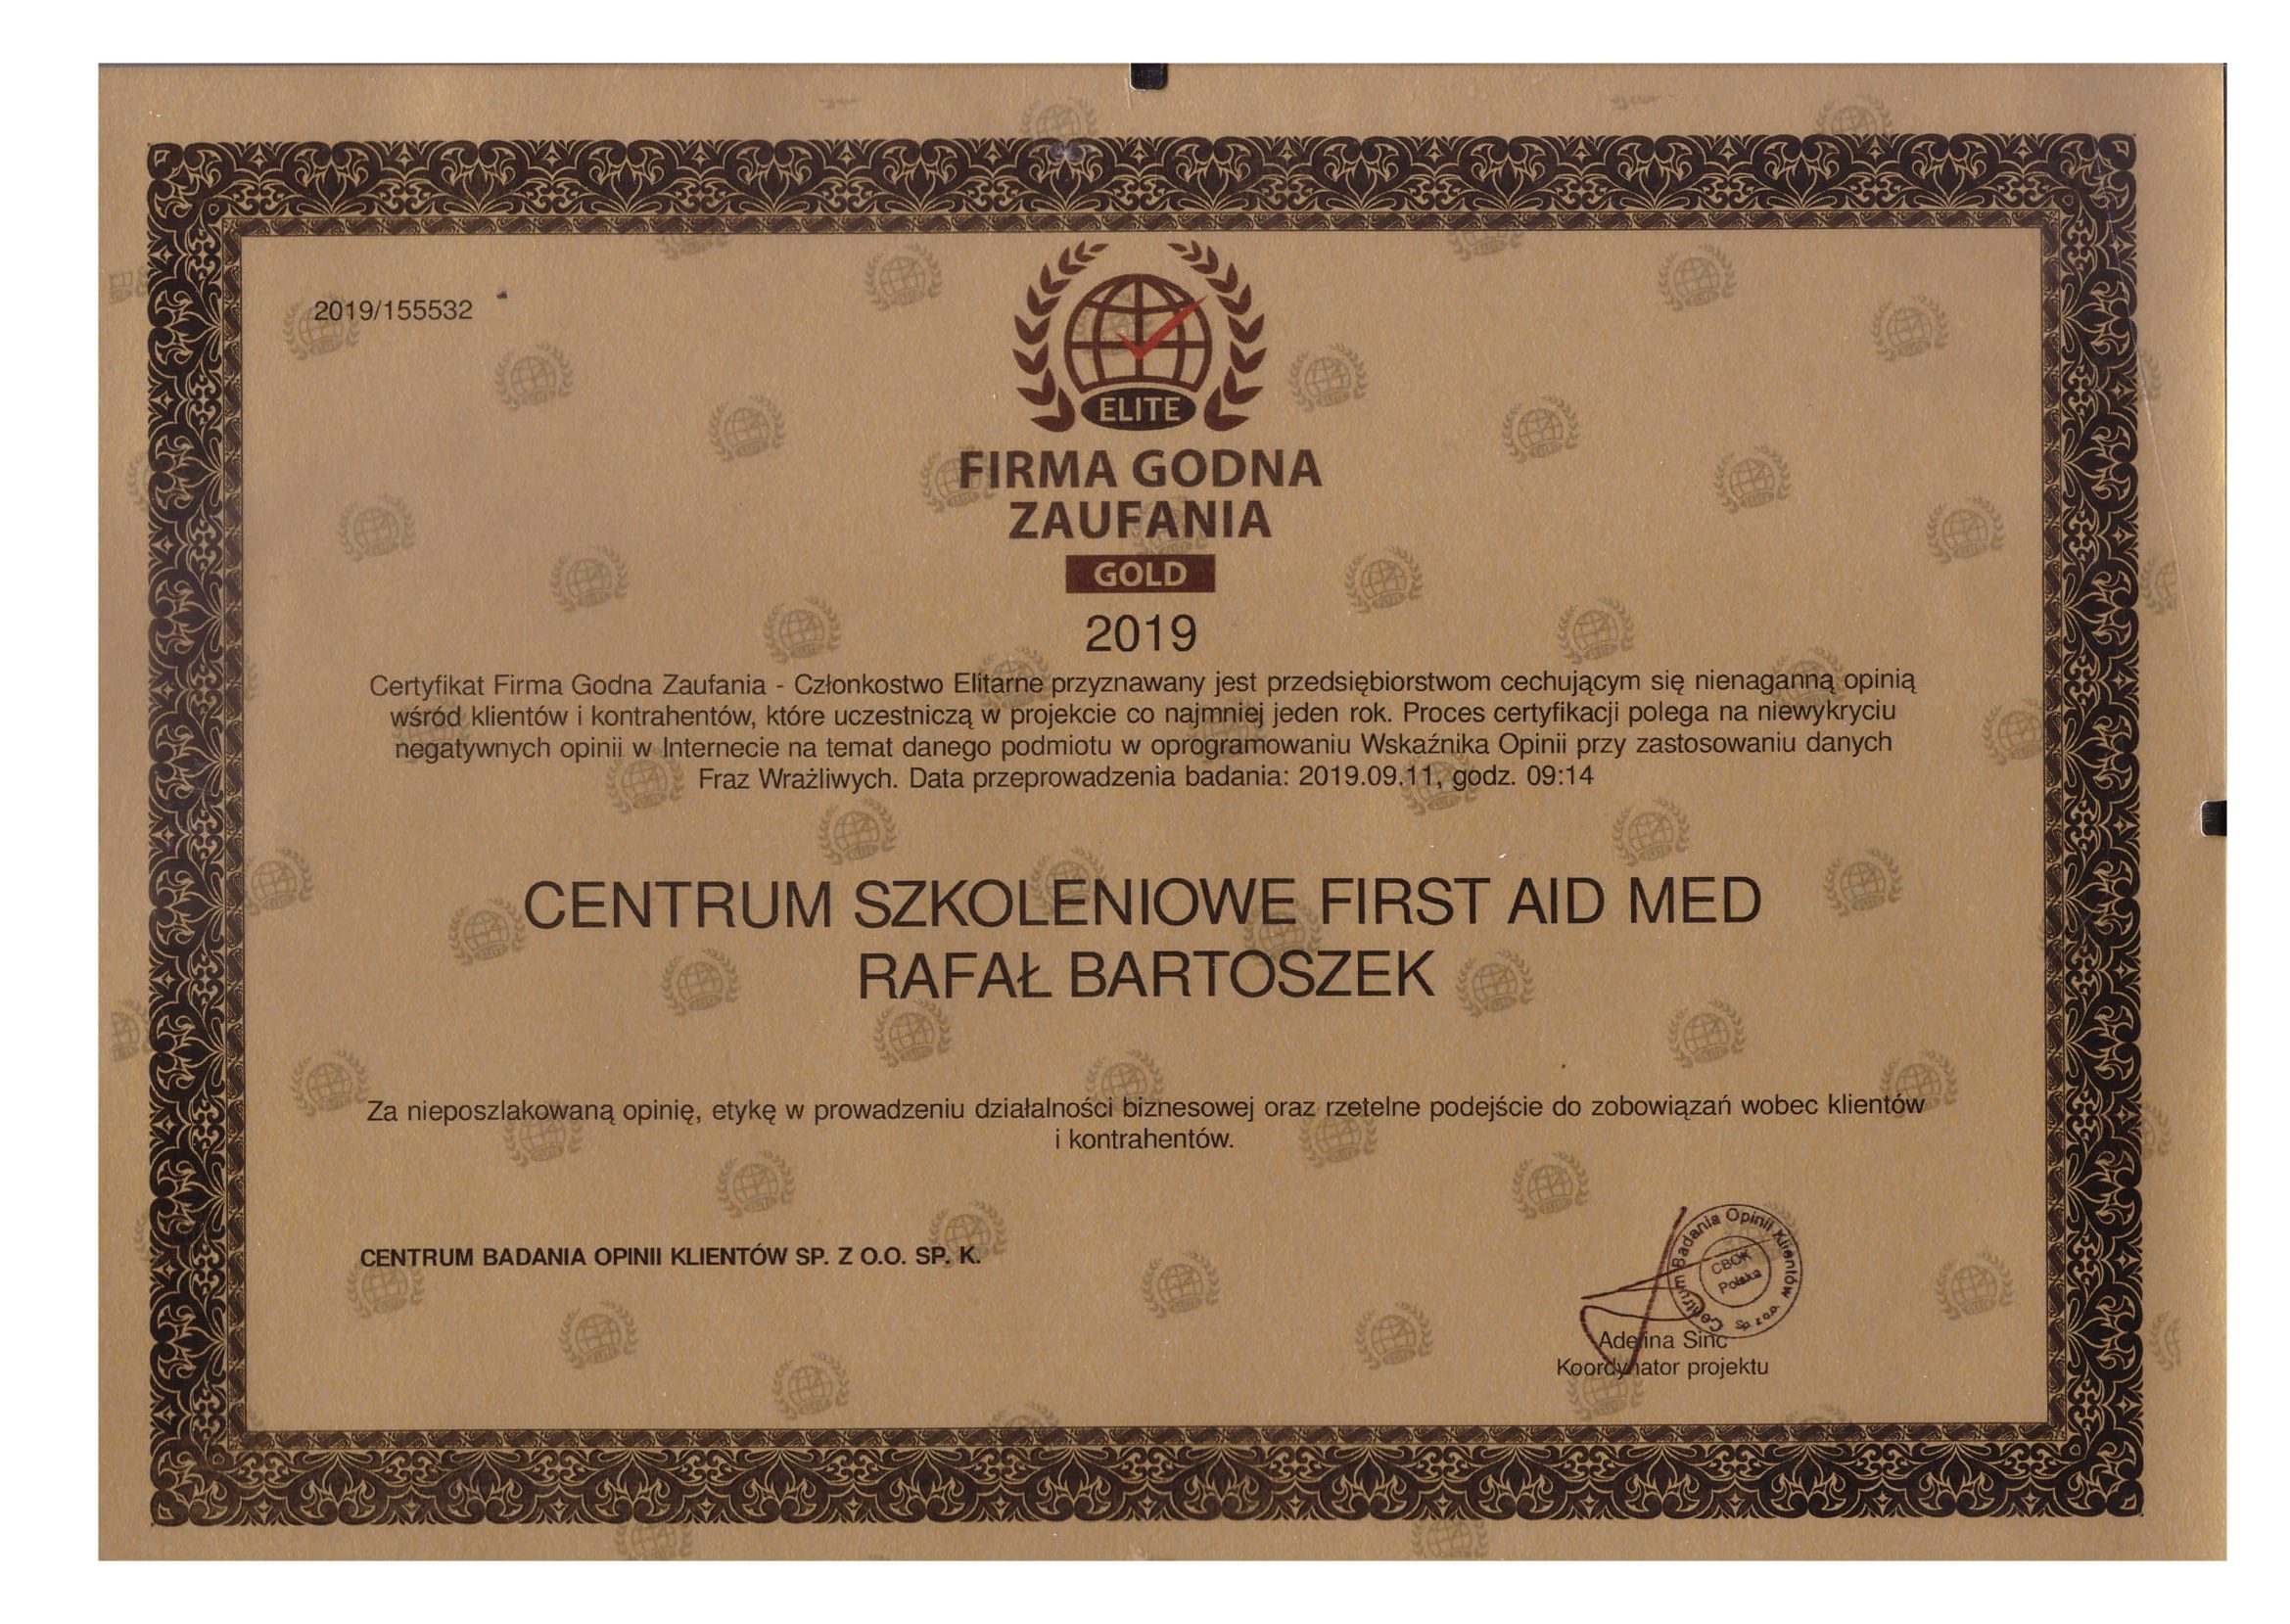 2019/155532
ELITE
FIRMA GODNA
ZAUFANIA
GOLD
2019
Certyfikat Firma Godna Zaufania - Członkostwo Elitarne przyznawany jest przedsiębiorstwom cechującym się nienaganną opinią
wśród klientów i kontrahentów, które uczestniczą w projekcie co najmniej jeden rok. Proces certyfikacji polega na niewykryciu
negatywnych opinii w Internecie na temat danego podmiotu w oprogramowaniu Wskaźnika Opinii przy zastosowaniu danych
Fraz Wrażliwych. Data przeprowadzenia badania: 2019.09.11, godz. 09:14
CENTRUM SZKOLENIOWE FIRST AID MED
RAFAŁ BARTOSZEK
Za nieposzlakowaną opinię, etykę w prowadzeniu działalności biznesowej oraz rzetelne podejście do zobowiązań wobec klientów
i kontrahentów.
CENTRUM BADANIA OPINII KLIENTÓW SP. Z O.O. SP. K.
Centrum Badania Opinii Klientów Sp. z o.o.
CBOK
Polska
Adelina Sinc
Koordynator projektu